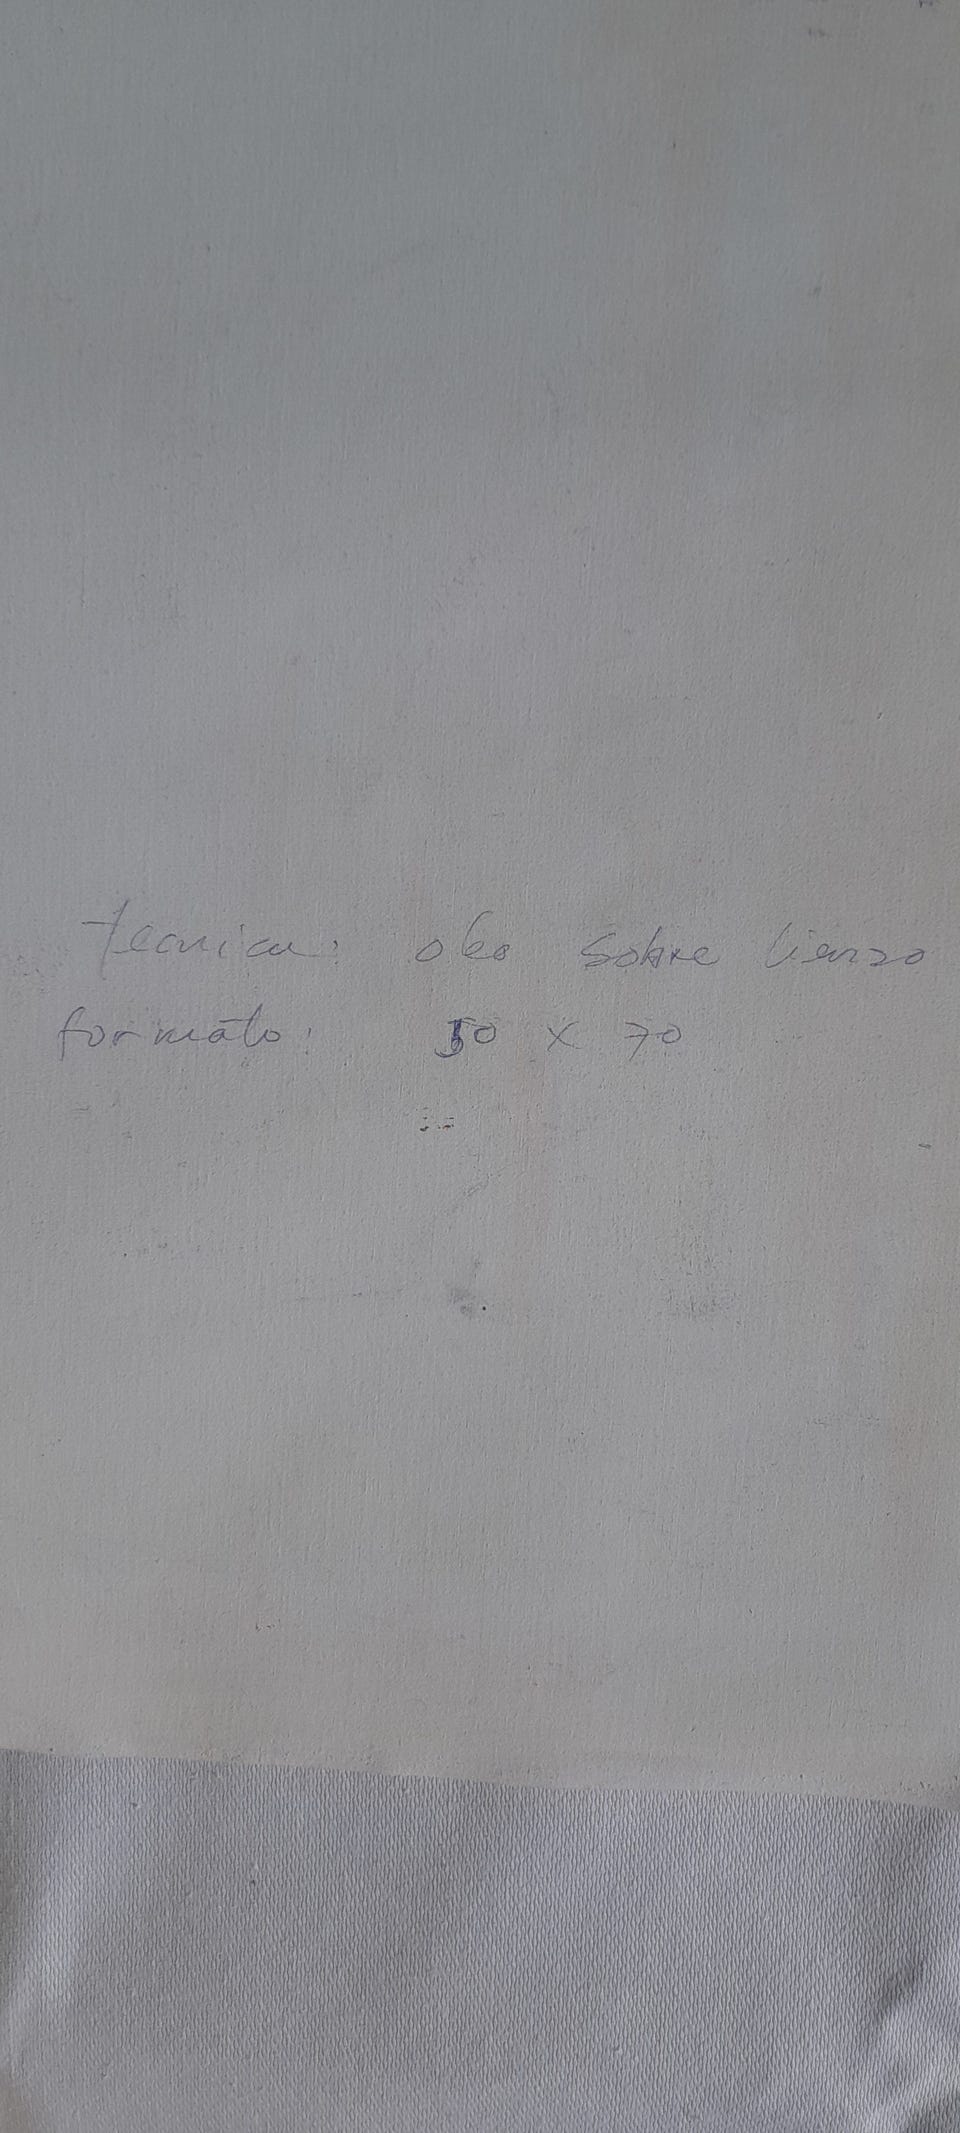 tecnica: oleo sobre lienzo
formato: 50 x 70